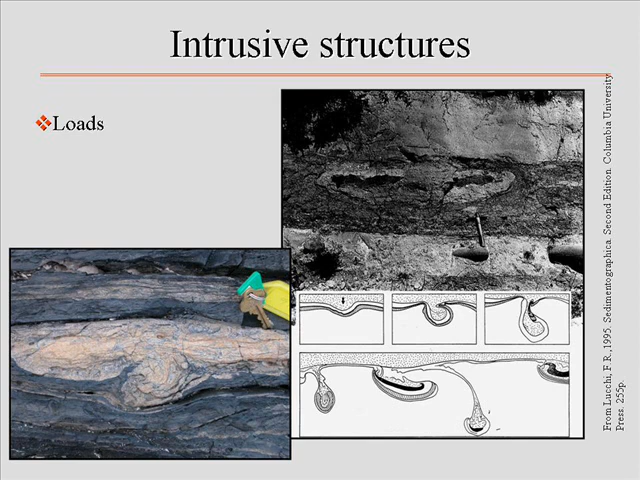 Intrusive structures
Loads
From Lucchi, F. R., 1995. Sedimentographica. Second Edition. Columbia University
Press. 255p.